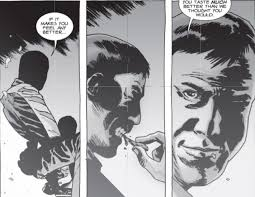 IF IT
MAKES YOU
FEEL ANY
BETTER...
YOU TASTE MUCH
BETTER THAN WE
THOUGHT YOU
WOULD.